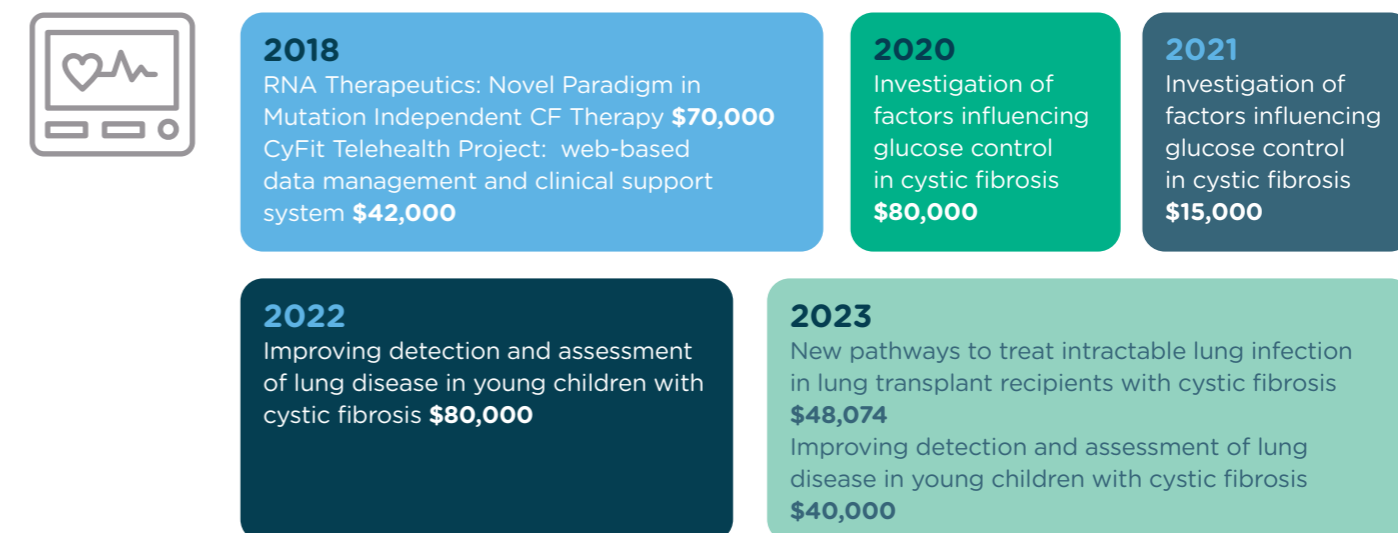 2018
RNA Therapeutics: Novel Paradigm in
Mutation Independent CF Therapy $70,000
CyFit Telehealth Project: web-based
data management and clinical support
system $42,000
2020
Investigation of
factors influencing
glucose control
in cystic fibrosis
$80,000
2021
Investigation of
factors influencing
glucose control
in cystic fibrosis
$15,000
2022
Improving detection and assessment
of lung disease in young children with
cystic fibrosis $80,000
2023
New pathways to treat intractable lung infection
in lung transplant recipients with cystic fibrosis
$48,074
Improving detection and assessment of lung
disease in young children with cystic fibrosis
$40,000